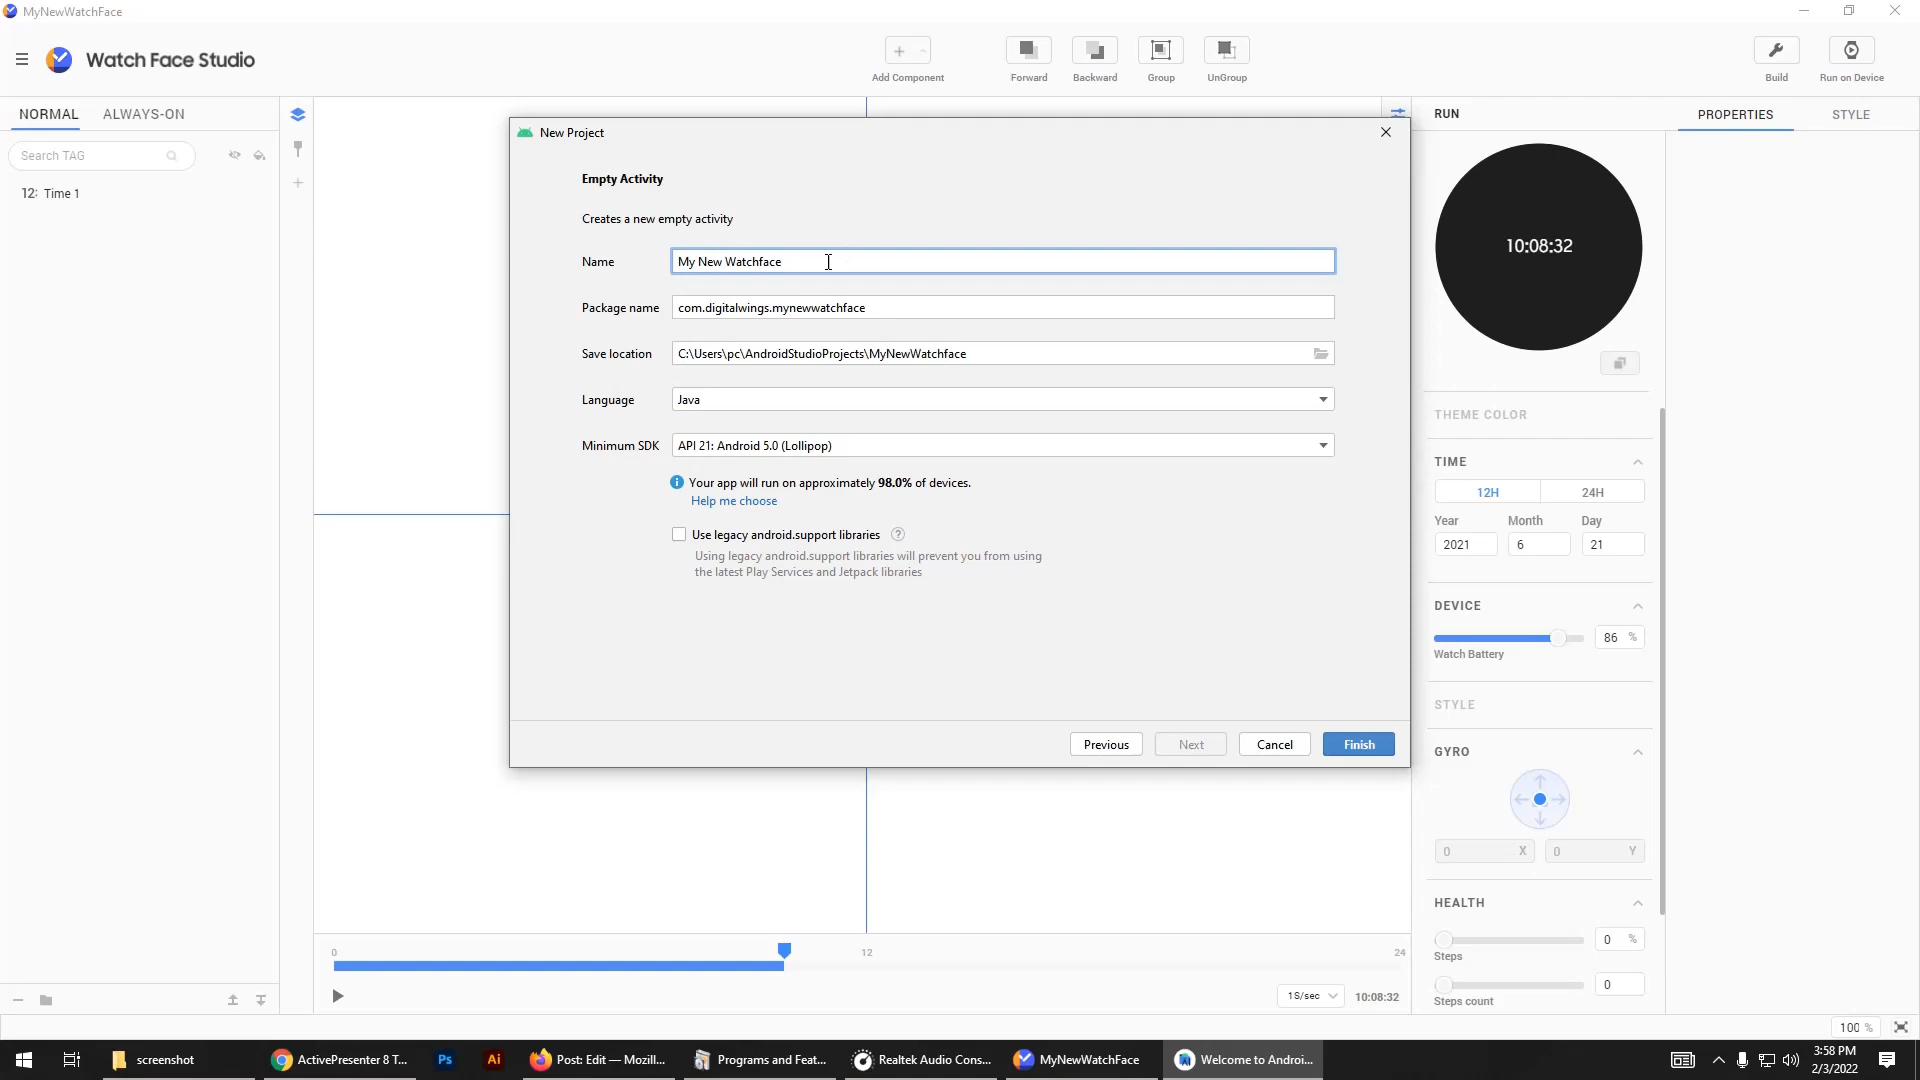 MyNewWatchFace
Watch Face Studio
Add Component
Forward
Backward
Group
UnGroup
Build
Run on Device
NORMAL
ALWAYS-ON
Search TAG
12: Time 1
New Project
Empty Activity
Creates a new empty activity
Name
My New Watchface
Package name
com.digitalwings.mynewwatchface
Save location
C:\Users\pc\AndroidStudioProjects\MyNewWatchface
Language
Java
Minimum SDK
API 21: Android 5.0 (Lollipop)
Your app will run on approximately 98.0% of devices.
Help me choose
Use legacy android.support libraries
Using legacy android.support libraries will prevent you from using
the latest Play Services and Jetpack libraries
Previous
Next
Cancel
Finish
RUN
10:08:32
THEME COLOR
TIME
12H
24H
Year
Month
Day
2021
6
21
DEVICE
86 %
Watch Battery
STYLE
GYRO
0 X
0 Y
HEALTH
0 %
Steps
0
Steps count
PROPERTIES
STYLE
0
12
24
1S/sec
10:08:32
100 %
screenshot
ActivePresenter 8 T...
Ps
Ai
Post: Edit — Mozill...
Programs and Feat...
Realtek Audio Cons...
MyNewWatchFace
Welcome to Androi...
3:58 PM
2/3/2022